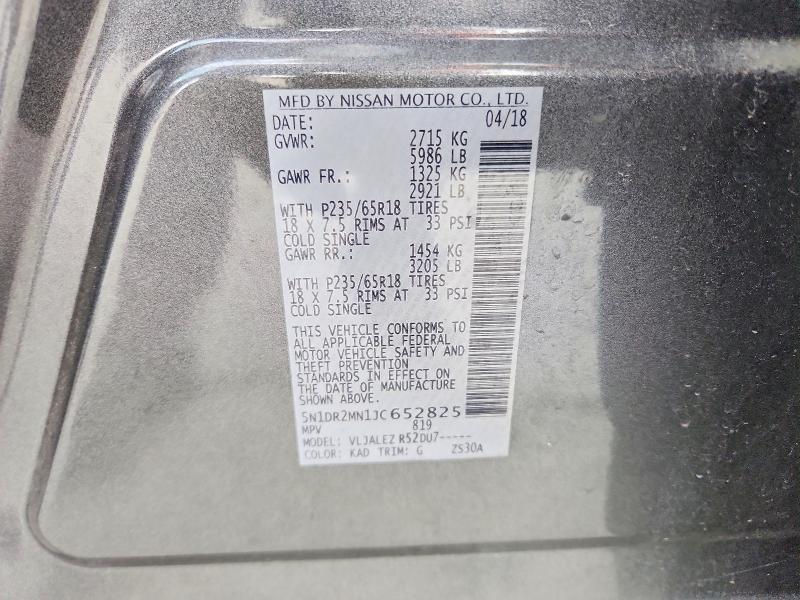 MFD BY NISSAN MOTOR CO., LTD.
DATE: 04/18
GVWR: 2715 KG
5986 LB
GAWR FR.: 1325 KG
2921 LB
WITH P235/65R18 TIRES
18 X 7.5 RIMS AT 33 PSI
COLD SINGLE
GAWR RR.: 1454 KG
3205 LB
WITH P235/65R18 TIRES
18 X 7.5 RIMS AT 33 PSI
COLD SINGLE
THIS VEHICLE CONFORMS TO
ALL APPLICABLE FEDERAL
MOTOR VEHICLE SAFETY AND
THEFT PREVENTION
STANDARDS IN EFFECT ON
THE DATE OF MANUFACTURE
SHOWN ABOVE.
5N1DR2MN1JC652825
MPV 819
MODEL: VLJALEZ R52DU7-----
COLOR: KAD TRIM: G ZS30A